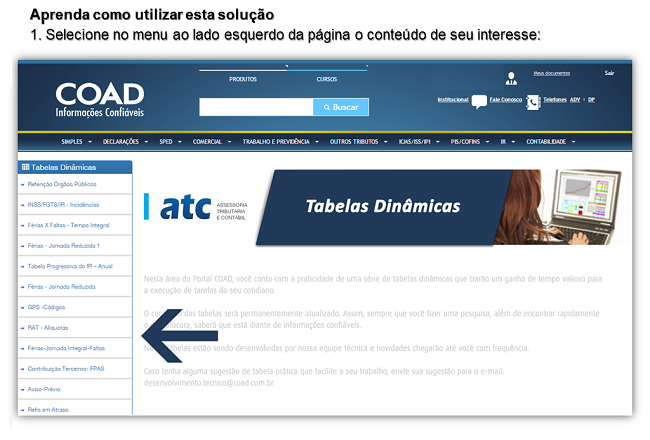 Aprenda como utilizar esta solução
1. Selecione no menu ao lado esquerdo da página o conteúdo de seu interesse:
PRODUTOS CURSOS
Meus documentos Sair
COAD
Informações Confiáveis
Buscar
Institucional Fale Conosco Telefones ADV | DP
SIMPLES DECLARAÇÕES SPED COMERCIAL TRABALHO E PREVIDÊNCIA OUTROS TRIBUTOS ICMS/ISS/IPI PIS/COFINS IR CONTABILIDADE
Tabelas Dinâmicas
Retenção Órgãos Públicos
INSS/FGTS/IR - Incidências
Férias X Faltas - Tempo Integral
Férias - Jornada Reduzida 1
Tabela Progressiva do IR – Anual
Férias - Jornada Reduzida
GPS -Códigos
RAT - Alíquotas
Férias-Jornada Integral-Faltas
Contribuição Terceiros- FPAS
Aviso-Prévio
Refis em Atraso
atc ASSESSORIA
TRIBUTÁRIA
E CONTÁBIL
Tabelas Dinâmicas
Nesta área do Portal COAD, você conta com a praticidade de uma série de tabelas dinâmicas que trarão um ganho de tempo valioso para
a execução de tarefas do seu cotidiano.
O das tabelas será permanentemente atualizado. Assim, sempre que você fizer uma pesquisa, além de encontrar rapidamente
o procura, saberá que está diante de informações confiáveis.
tabelas estão sendo desenvolvidas por nossa equipe técnica e novidades chegarão até você com frequência.
Caso tenha alguma sugestão de tabela prática que facilite o seu trabalho, envie sua sugestão para o e-mail:
desenvolvimento.tecnico@coad.com.br